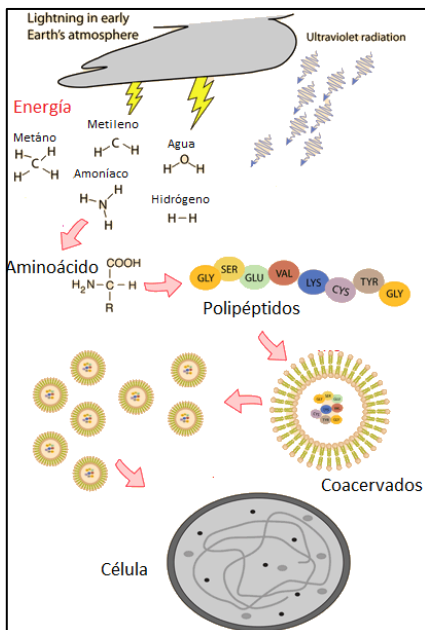 Lightning in early
Earth's atmosphere
Ultraviolet radiation
Energía
Metáno
Metileno
Agua
H
H
C
H
H
H
C
H
O
H
H
Amoníaco
Hidrógeno
H
N
H
H
H-H
Aminoácido
COOH
H₂N-C-H
R
GLY
SER
GLU
VAL
LYS
CYS
TYR
GLY
Polipéptidos
Coacervados
Célula